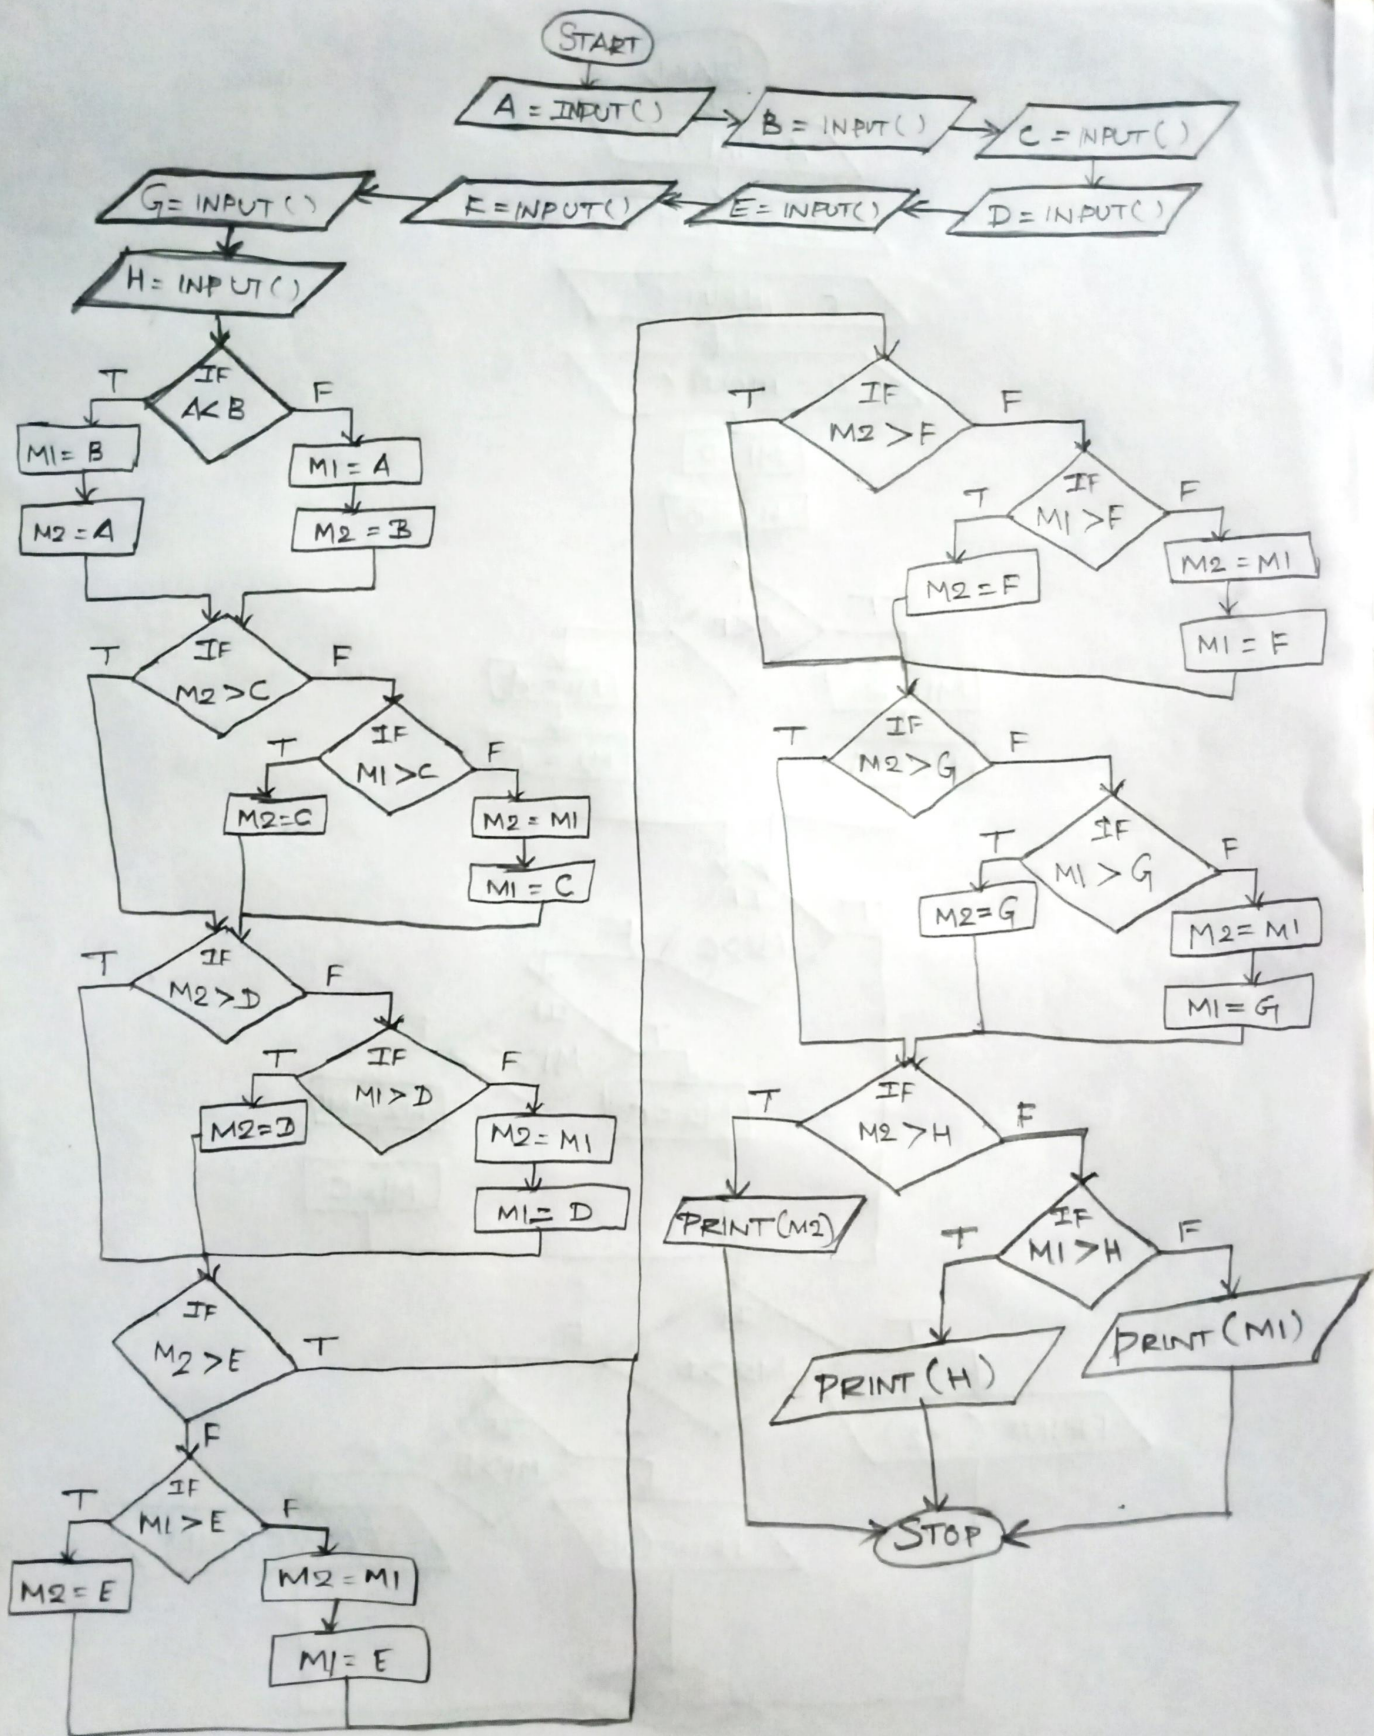 START
A = INPUT()
B = INPUT()
C = INPUT()
D = INPUT()
E = INPUT()
F = INPUT()
G = INPUT()
H = INPUT()
IF
A < B
T
F
M1 = B
M2 = A
M1 = A
M2 = B
IF
M2 > C
T
F
IF
M1 > C
T
F
M2 = C
M2 = M1
M1 = C
IF
M2 > D
T
F
IF
M1 > D
T
F
M2 = D
M2 = M1
M1 = D
IF
M2 > E
T
F
IF
M1 > E
T
F
M2 = E
M2 = M1
M1 = E
IF
M2 > F
T
F
IF
M1 > F
T
F
M2 = F
M2 = M1
M1 = F
IF
M2 > G
T
F
IF
M1 > G
T
F
M2 = G
M2 = M1
M1 = G
IF
M2 > H
T
F
PRINT(M2)
IF
M1 > H
T
F
PRINT(H)
PRINT(M1)
STOP